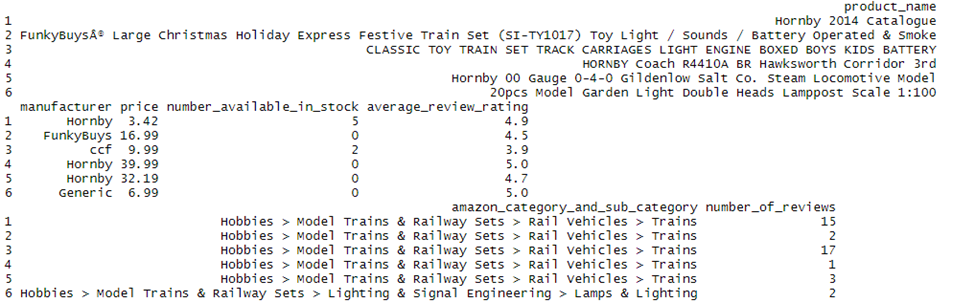 product_name
1 Hornby 2014 Catalogue
2 FunkyBuysÂ® Large Christmas Holiday Express Festive Train Set (SI-TY1017) Toy Light / Sounds / Battery Operated & Smoke
3 CLASSIC TOY TRAIN SET TRACK CARRIAGES LIGHT ENGINE BOXED BOYS KIDS BATTERY
4 HORNBY Coach R4410A BR Hawksworth Corridor 3rd
5 Hornby 00 Gauge 0-4-0 Gildenlow Salt Co. Steam Locomotive Model
6 20pcs Model Garden Light Double Heads Lamppost Scale 1:100
manufacturer price number_available_in_stock average_review_rating
1 Hornby 3.42 5 4.9
2 FunkyBuys 16.99 0 4.5
3 ccf 9.99 2 3.9
4 Hornby 39.99 0 5.0
5 Hornby 32.19 0 4.7
6 Generic 6.99 0 5.0
amazon_category_and_sub_category number_of_reviews
1 Hobbies > Model Trains & Railway Sets > Rail Vehicles > Trains 15
2 Hobbies > Model Trains & Railway Sets > Rail Vehicles > Trains 2
3 Hobbies > Model Trains & Railway Sets > Rail Vehicles > Trains 17
4 Hobbies > Model Trains & Railway Sets > Rail Vehicles > Trains 1
5 Hobbies > Model Trains & Railway Sets > Rail Vehicles > Trains 3
6 Hobbies > Model Trains & Railway Sets > Lighting & Signal Engineering > Lamps & Lighting 2